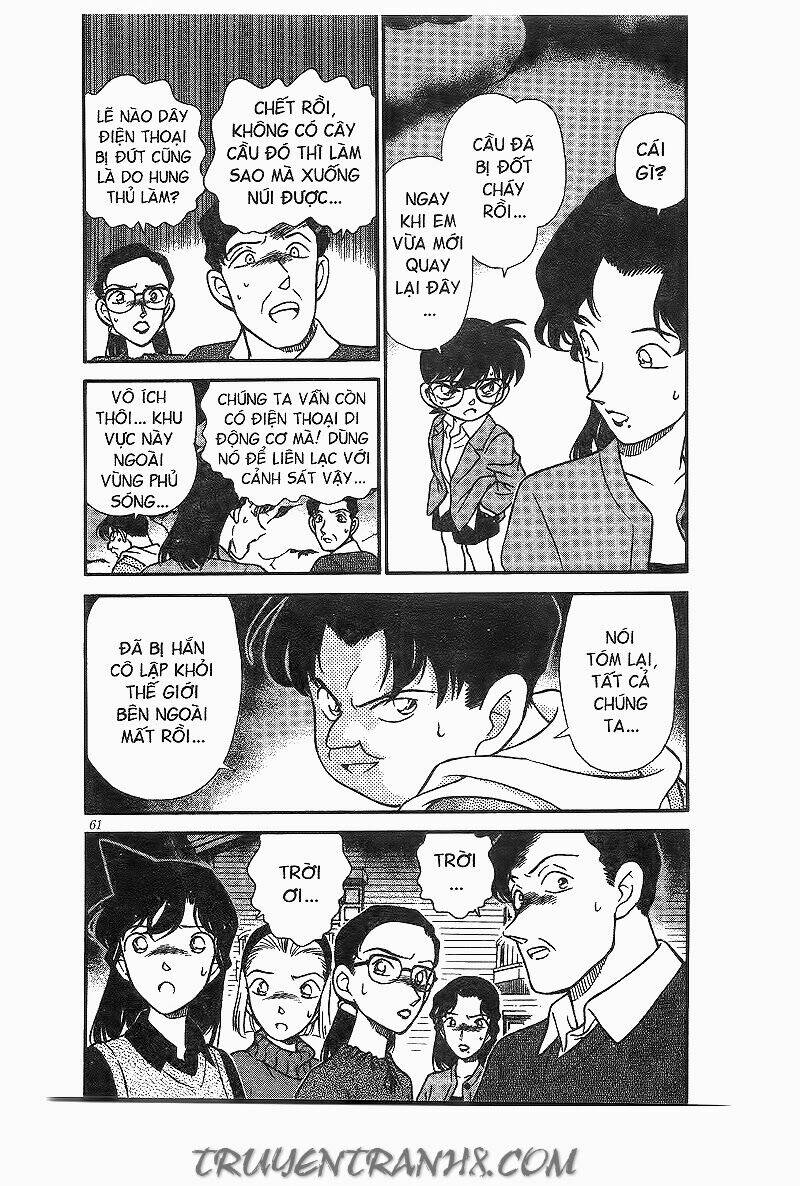 CÁI
GÌ?
CẦU ĐÃ
BỊ ĐỐT
CHÁY
RỒI...
NGAY
KHI EM
VỪA MỚI
QUAY
LẠI ĐÂY
...
CHẾT RỒI,
KHÔNG CÓ CÂY
CẦU ĐÓ THÌ LÀM
SAO MÀ XUỐNG
NÚI ĐƯỢC...
LẼ NÀO DÂY
ĐIỆN THOẠI
BỊ ĐỨT CŨNG
LÀ DO HUNG
THỦ LÀM?
CHÚNG TA VẪN CÒN
CÓ ĐIỆN THOẠI DI
ĐỘNG CƠ MÀ! DÙNG
NÓ ĐỂ LIÊN LẠC VỚI
CẢNH SÁT VẬY...
VÔ ÍCH
THÔI... KHU
VỰC NÀY
NGOÀI
VÙNG PHỦ
SÓNG...
NÓI
TÓM LẠI,
TẤT CẢ
CHÚNG
TA...
ĐÃ BỊ HẮN
CÔ LẬP KHỎI
THẾ GIỚI
BÊN NGOÀI
MẤT RỒI...
61
TRỜI
...
TRỜI
ƠI...
TRUYENTRANH8.COM